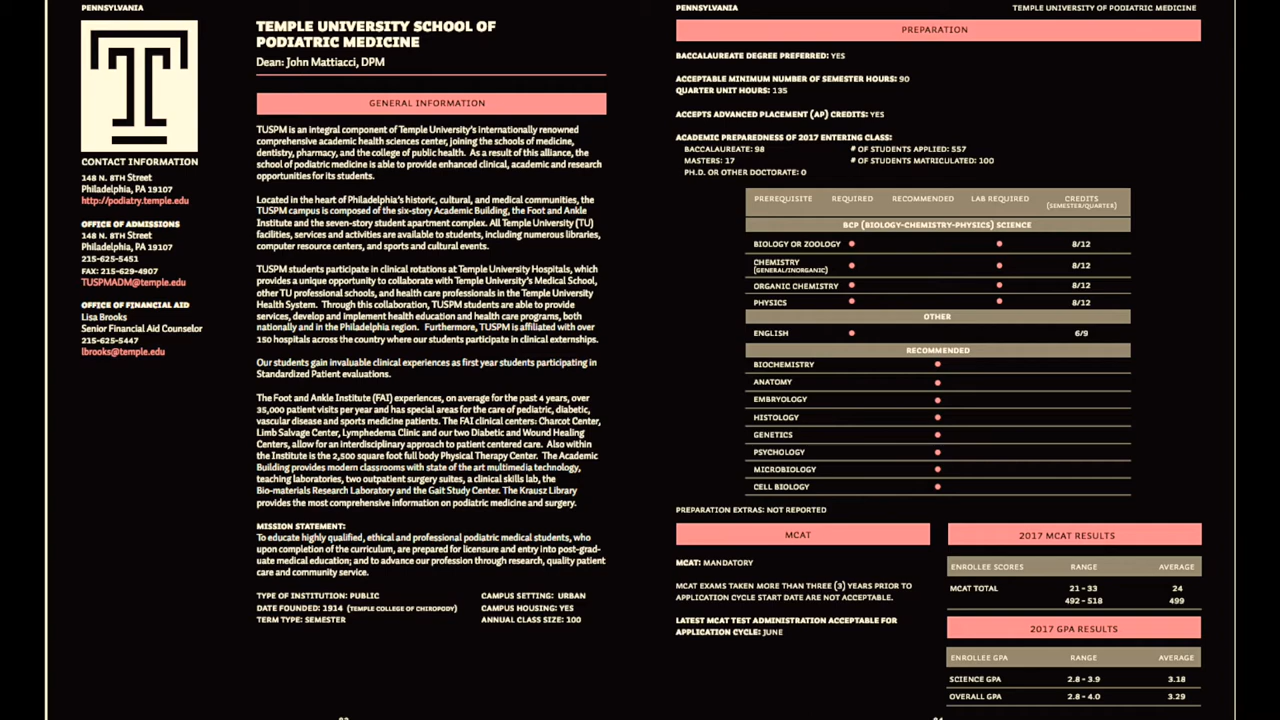 PENNSYLVANIA
TEMPLE UNIVERSITY SCHOOL OF
PODIATRIC MEDICINE
Dean: John Mattiacci, DPM
T
CONTACT INFORMATION
148 N. 8TH Street
Philadelphia, PA 19107
http://podiatry.temple.edu
OFFICE OF ADMISSIONS
148 N. 8TH Street
Philadelphia, PA 19107
215-625-5451
FAX: 215-629-4907
TUSPMADM@temple.edu
OFFICE OF FINANCIAL AID
Lisa Brooks
Senior Financial Aid Counselor
215-625-5447
lbrooks@temple.edu
GENERAL INFORMATION
TUSPM is an integral component of Temple University's internationally renowned
comprehensive academic health sciences center, joining the schools of medicine,
dentistry, pharmacy, and the college of public health. As a result of this alliance, the
school of podiatric medicine is able to provide enhanced clinical, academic and research
opportunities for its students.
Located in the heart of Philadelphia's historic, cultural, and medical communities, the
TUSPM campus is composed of the six-story Academic Building, the Foot and Ankle
Institute and the seven-story student apartment complex. All Temple University (TU)
facilities, services and activities are available to students, including numerous libraries,
computer resource centers, and sports and cultural events.
TUSPM students participate in clinical rotations at Temple University Hospitals, which
provides a unique opportunity to collaborate with Temple University's Medical School,
other TU professional schools, and health care professionals in the Temple University
Health System. Through this collaboration, TUSPM students are able to provide
services, develop and implement health education and health care programs, both
nationally and in the Philadelphia region. Furthermore, TUSPM is affiliated with over
150 hospitals across the country where our students participate in clinical externships.
Our students gain invaluable clinical experiences as first year students participating in
Standardized Patient evaluations.
The Foot and Ankle Institute (FAI) experiences, on average for the past 4 years, over
35,000 patient visits per year and has special areas for the care of pediatric, diabetic,
vascular disease and sports medicine patients. The FAI clinical centers: Charcot Center,
Limb Salvage Center, Lymphedema Clinic and our two Diabetic and Wound Healing
Centers, allow for an interdisciplinary approach to patient centered care. Also within
the Institute is the 2,500 square foot full body Physical Therapy Center. The Academic
Building provides modern classrooms with state of the art multimedia technology,
teaching laboratories, two outpatient surgery suites, a clinical skills lab, the
Bio-materials Research Laboratory and the Gait Study Center. The Krausz Library
provides the most comprehensive information on podiatric medicine and surgery.
MISSION STATEMENT:
To educate highly qualified, ethical and professional podiatric medical students, who
upon completion of the curriculum, are prepared for licensure and entry into post-grad-
uate medical education; and to advance our profession through research, quality patient
care and community service.
TYPE OF INSTITUTION: PUBLIC
DATE FOUNDED: 1914 (TEMPLE COLLEGE OF CHIROPODY)
TERM TYPE: SEMESTER
CAMPUS SETTING: URBAN
CAMPUS HOUSING: YES
ANNUAL CLASS SIZE: 100
PENNSYLVANIA TEMPLE UNIVERSITY OF PODIATRIC MEDICINE
PREPARATION
BACCALAUREATE DEGREE PREFERRED: YES
ACCEPTABLE MINIMUM NUMBER OF SEMESTER HOURS: 90
QUARTER UNIT HOURS: 135
ACCEPTS ADVANCED PLACEMENT (AP) CREDITS: YES
ACADEMIC PREPAREDNESS OF 2017 ENTERING CLASS:
BACCALAUREATE: 98 # OF STUDENTS APPLIED: 557
MASTERS: 17 # OF STUDENTS MATRICULATED: 100
PH.D. OR OTHER DOCTORATE: 0
PREREQUISITE REQUIRED RECOMMENDED LAB REQUIRED CREDITS
(SEMESTER/QUARTER)
BCP (BIOLOGY-CHEMISTRY-PHYSICS) SCIENCE
BIOLOGY OR ZOOLOGY 8/12
CHEMISTRY
(GENERAL/INORGANIC) 8/12
ORGANIC CHEMISTRY 8/12
PHYSICS 8/12
OTHER
ENGLISH 6/9
RECOMMENDED
BIOCHEMISTRY
ANATOMY
EMBRYOLOGY
HISTOLOGY
GENETICS
PSYCHOLOGY
MICROBIOLOGY
CELL BIOLOGY
PREPARATION EXTRAS: NOT REPORTED
MCAT
MCAT: MANDATORY
MCAT EXAMS TAKEN MORE THAN THREE (3) YEARS PRIOR TO
APPLICATION CYCLE START DATE ARE NOT ACCEPTABLE.
LATEST MCAT TEST ADMINISTRATION ACCEPTABLE FOR
APPLICATION CYCLE: JUNE
2017 MCAT RESULTS
ENROLLEE SCORES RANGE AVERAGE
MCAT TOTAL 21 - 33 24
492 - 518 499
2017 GPA RESULTS
ENROLLEE GPA RANGE AVERAGE
SCIENCE GPA 2.8 - 3.9 3.18
OVERALL GPA 2.8 - 4.0 3.29